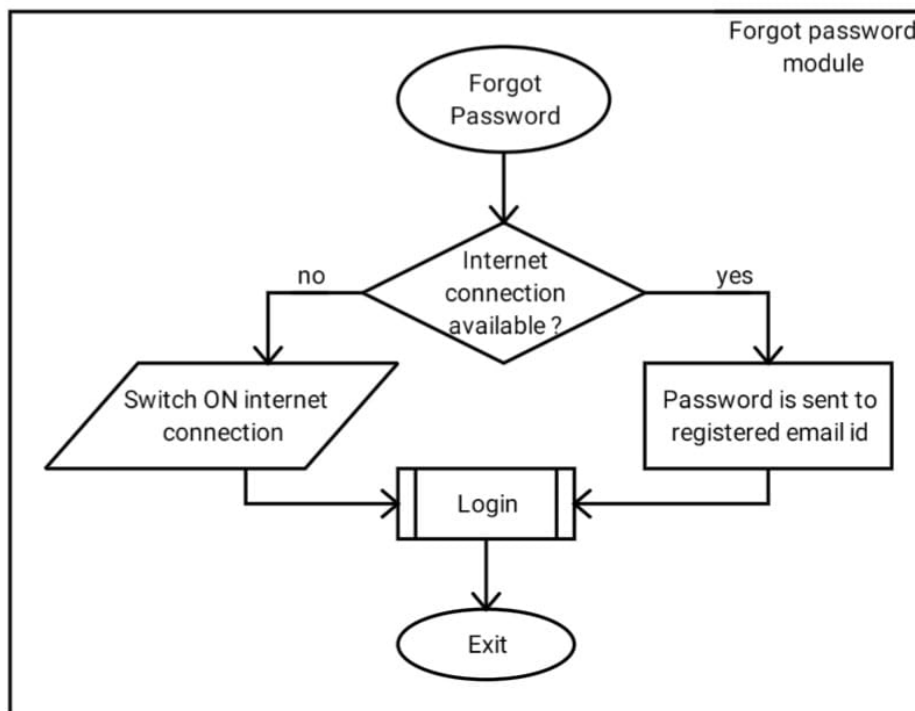 Forgot password
module
Forgot
Password
Internet
connection
available ?
no
yes
Switch ON internet
connection
Password is sent to
registered email id
Login
Exit